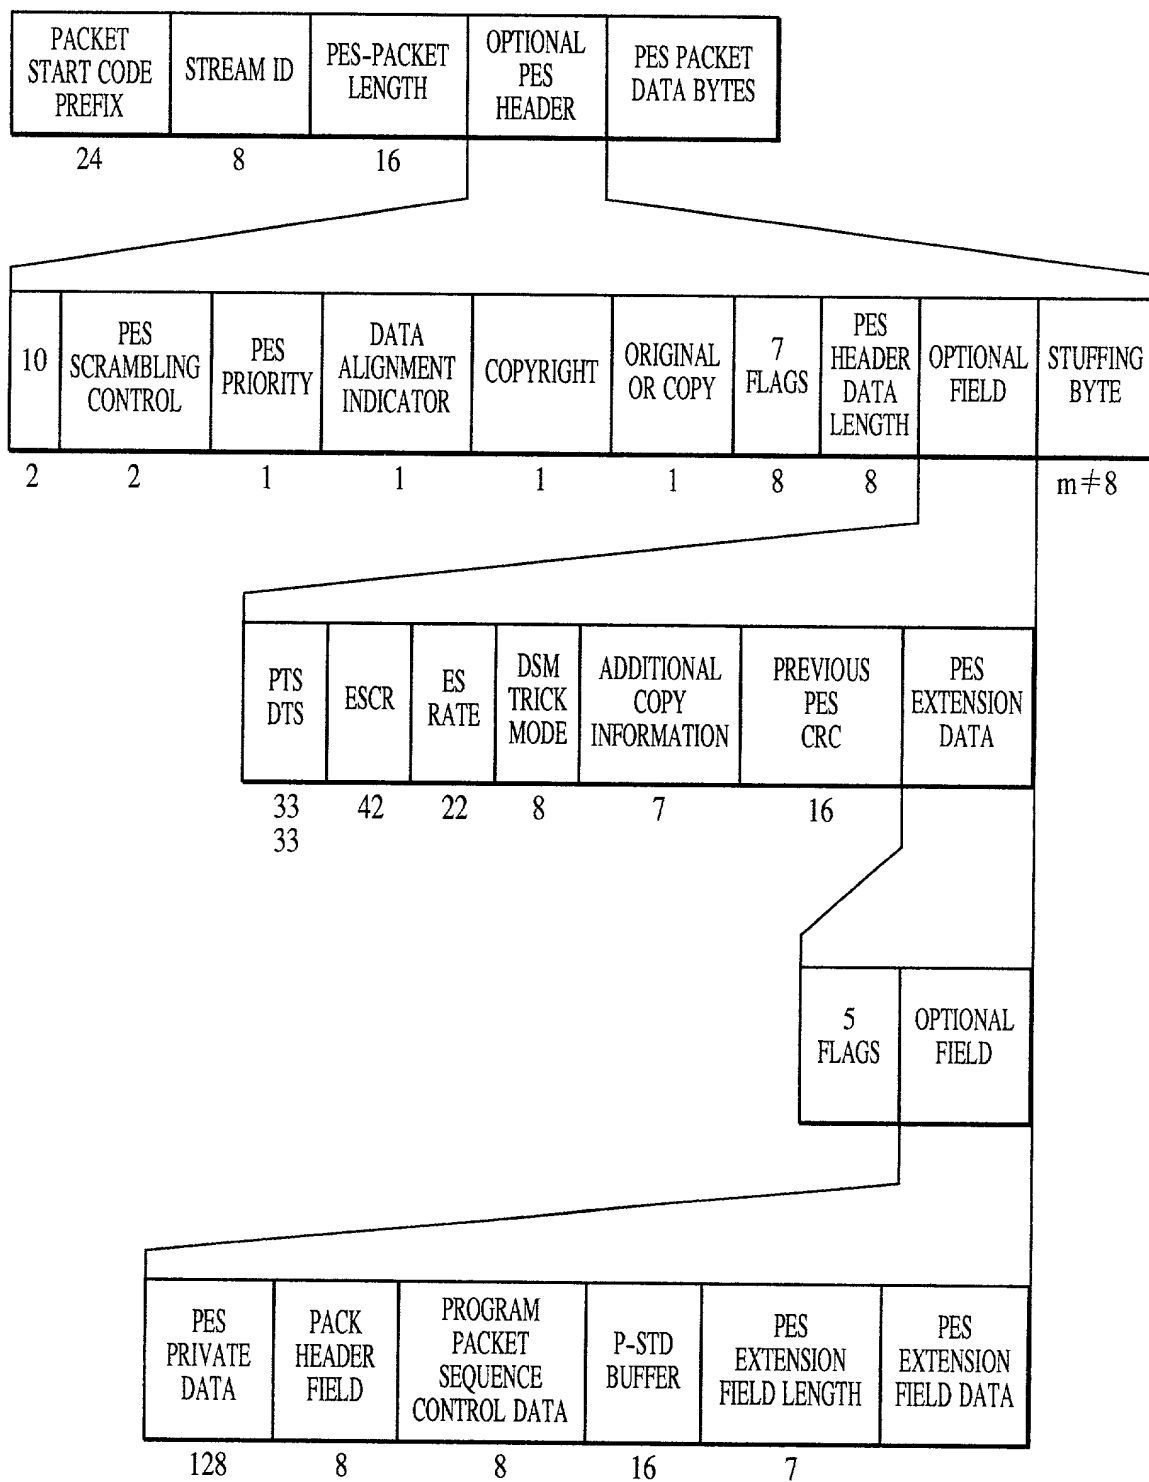 PACKET
START CODE
PREFIX
STREAM ID
PES-PACKET
LENGTH
OPTIONAL
PES
HEADER
PES PACKET
DATA BYTES
24
8
16
10
PES
SCRAMBLING
CONTROL
PES
PRIORITY
DATA
ALIGNMENT
INDICATOR
COPYRIGHT
ORIGINAL
OR COPY
7
FLAGS
PES
HEADER
DATA
LENGTH
OPTIONAL
FIELD
STUFFING
BYTE
2
2
1
1
1
1
8
8
m≠8
PTS
DTS
ESCR
ES
RATE
DSM
TRICK
MODE
ADDITIONAL
COPY
INFORMATION
PREVIOUS
PES
CRC
PES
EXTENSION
DATA
33
33
42
22
8
7
16
5
FLAGS
OPTIONAL
FIELD
PES
PRIVATE
DATA
PACK
HEADER
FIELD
PROGRAM
PACKET
SEQUENCE
CONTROL DATA
P-STD
BUFFER
PES
EXTENSION
FIELD LENGTH
PES
EXTENSION
FIELD DATA
128
8
8
16
7